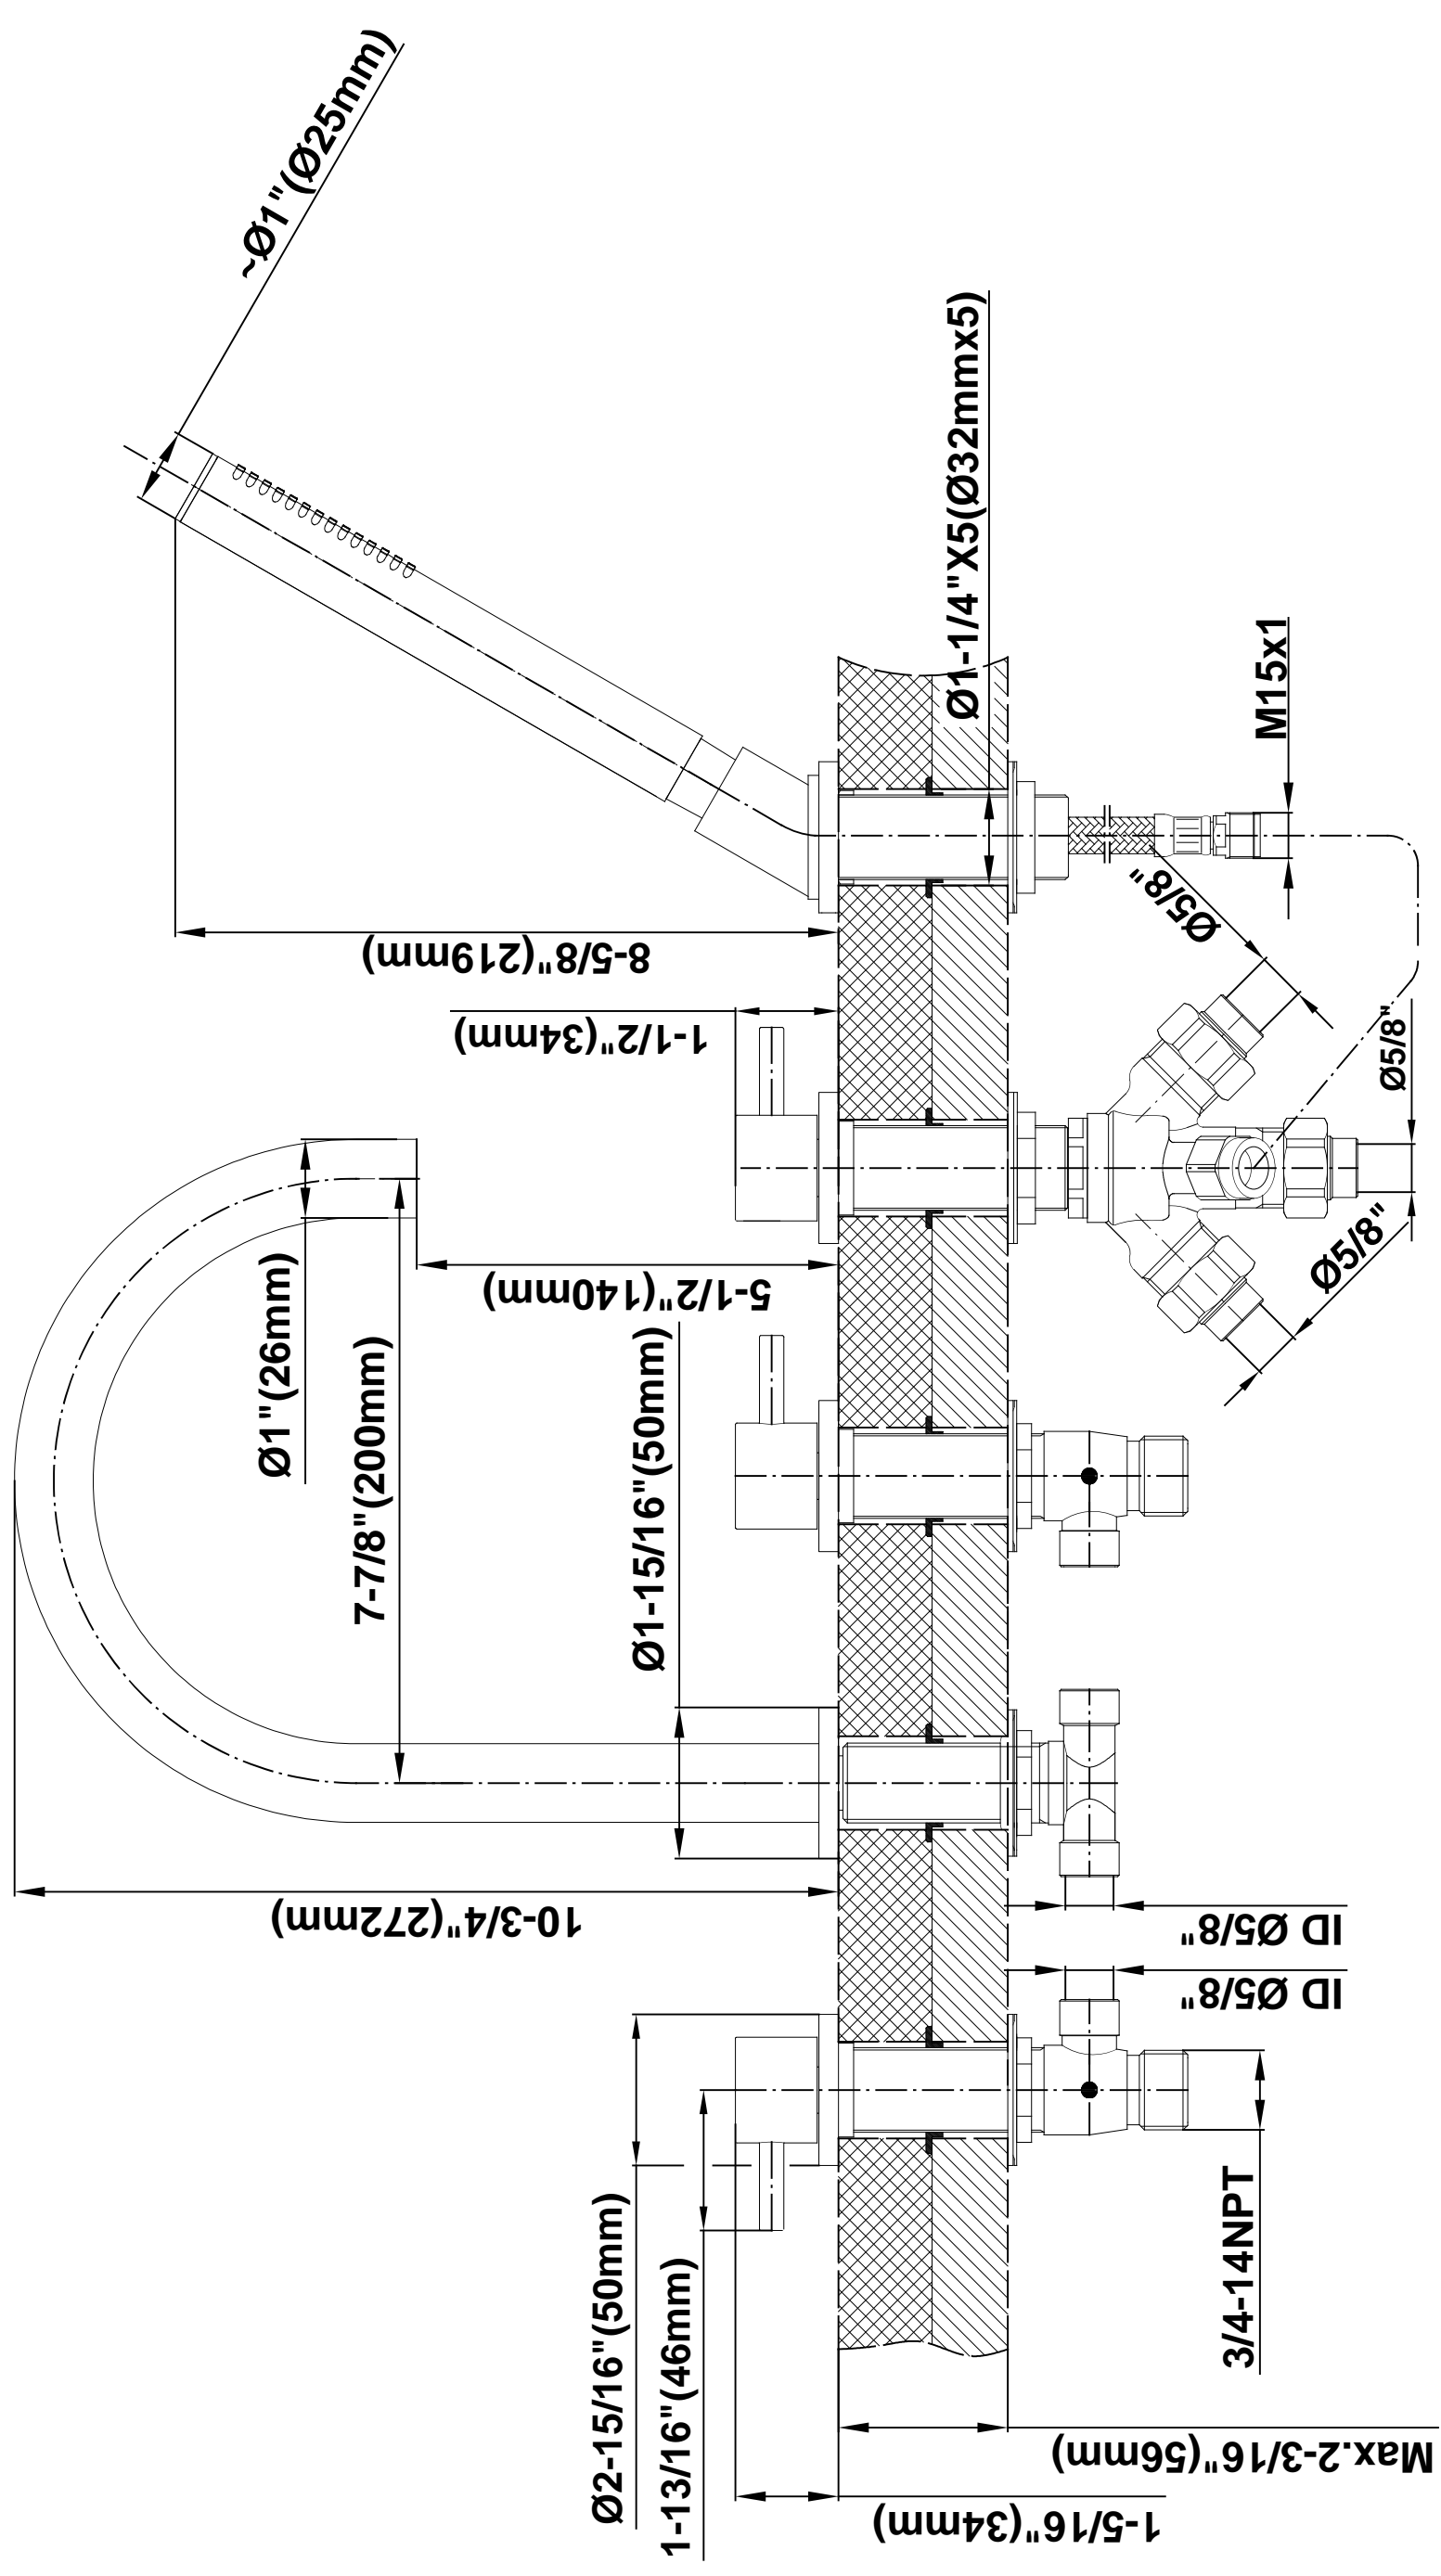 ~Ø1"(Ø25mm)
Ø1-1/4"X5(Ø32mmx5)
M15x1
8-5/8"(219mm)
Ø5/8"
1-1/2"(34mm)
Ø5/8"
Ø5/8"
Ø1"(26mm)
5-1/2"(140mm)
7-7/8"(200mm)
Ø1-15/16"(50mm)
10-3/4"(272mm)
ID Ø5/8"
ID Ø5/8"
Ø2-15/16"(50mm)
1-13/16"(46mm)
3/4-14NPT
Max.2-3/16"(56mm)
1-5/16"(34mm)